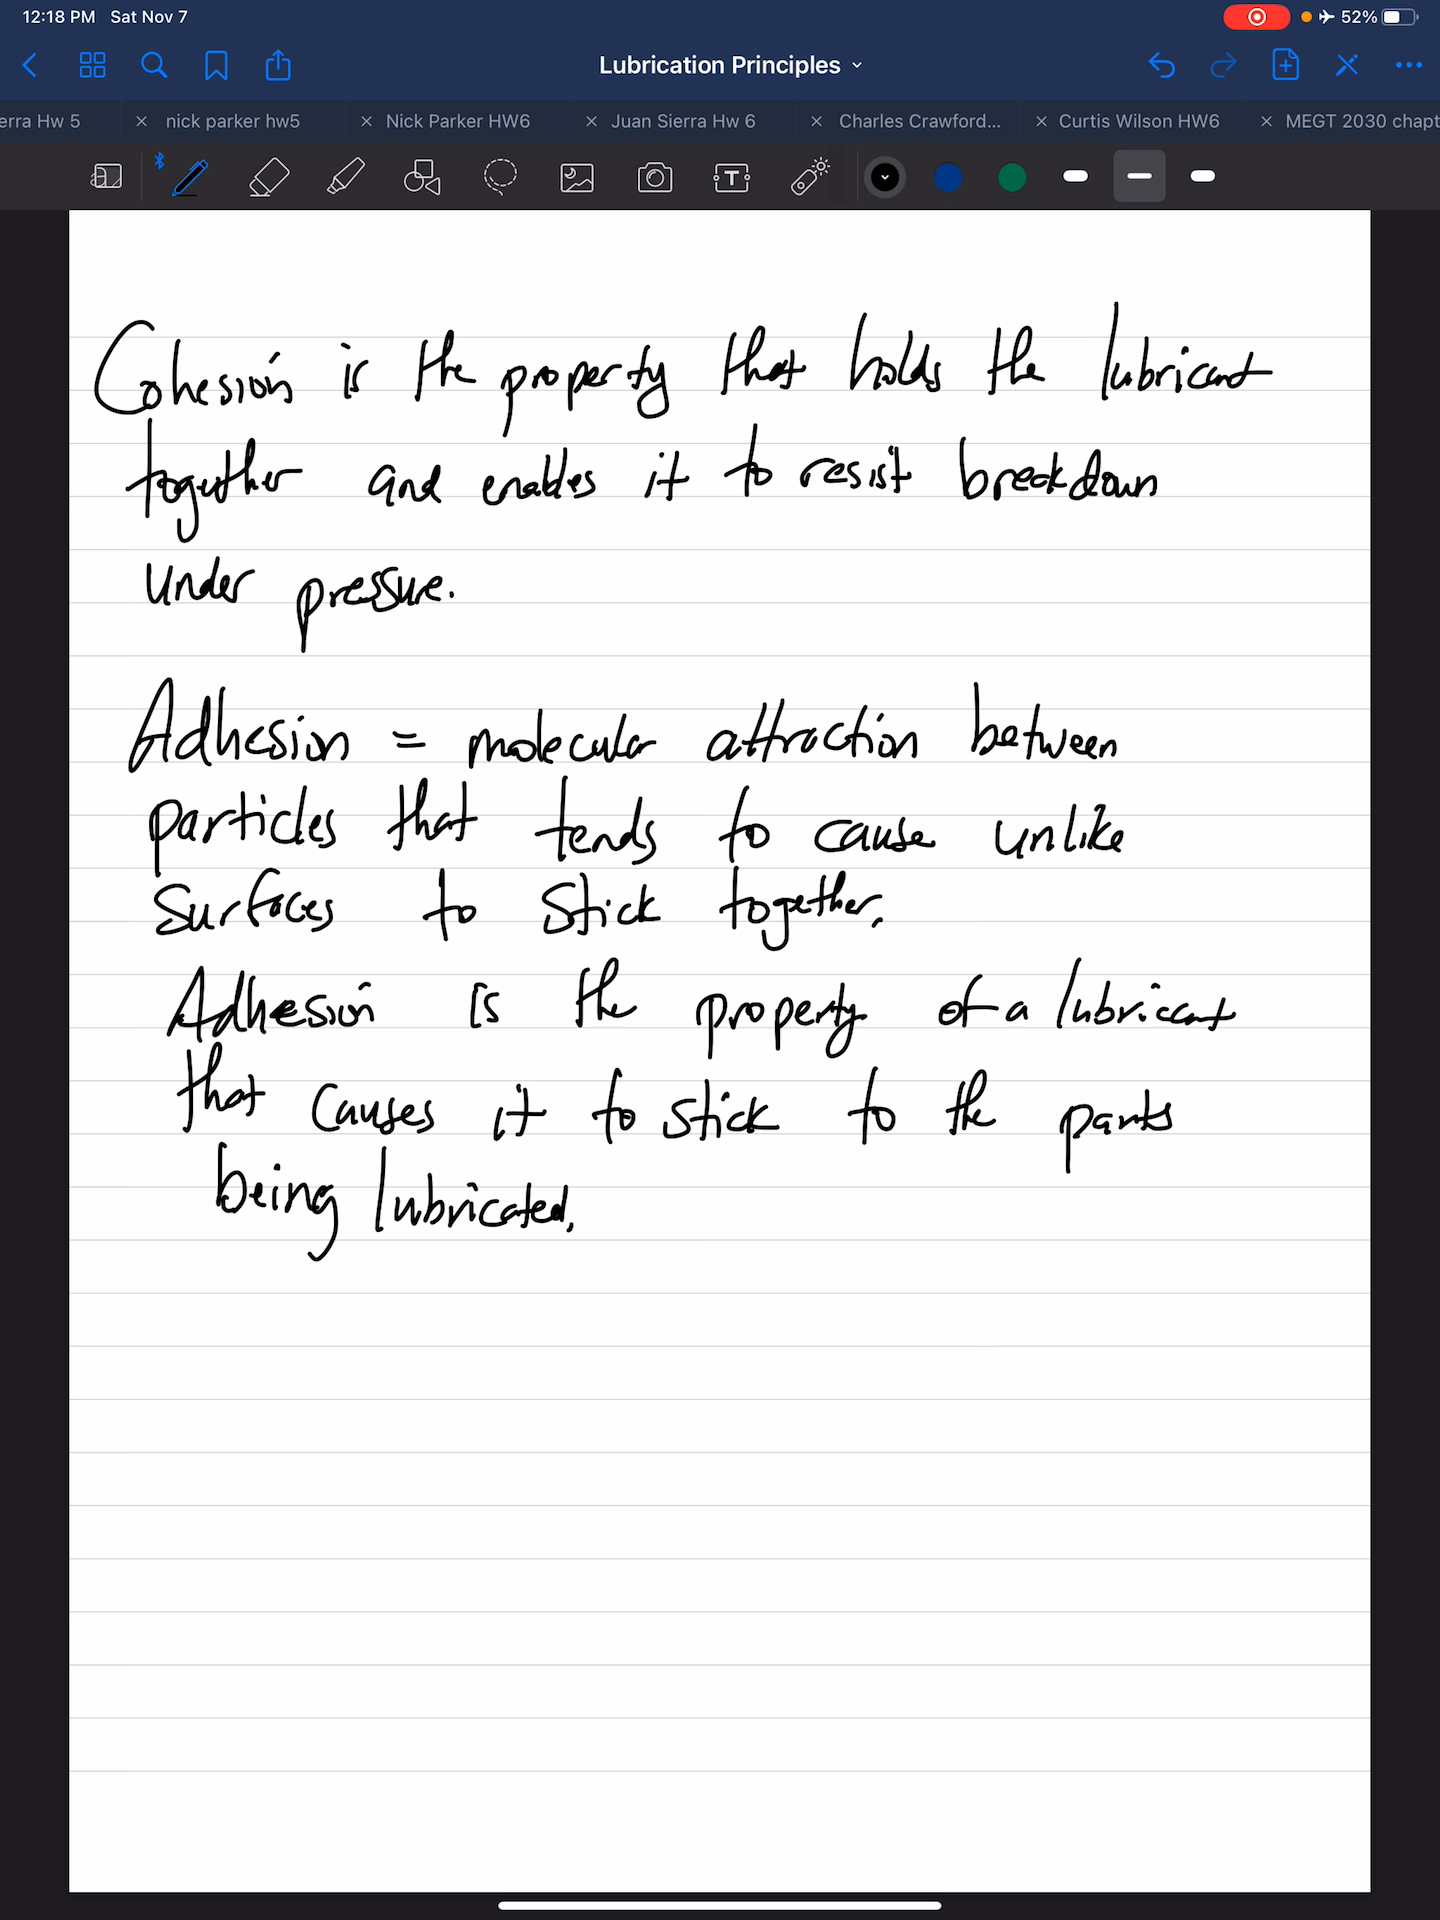 12:18 PM Sat Nov 7 52%
Lubrication Principles
erra Hw 5 × nick parker hw5 × Nick Parker HW6 × Juan Sierra Hw 6 × Charles Crawford... × Curtis Wilson HW6 × MEGT 2030 chapt
T
Cohesion is the property that holds the lubricant
together and enables it to resist breakdown
under pressure.
Adhesion = molecular attraction between
particles that tends to cause unlike
surfaces to stick together.
Adhesion is the property of a lubricant
that causes it to stick to the parts
being lubricated.